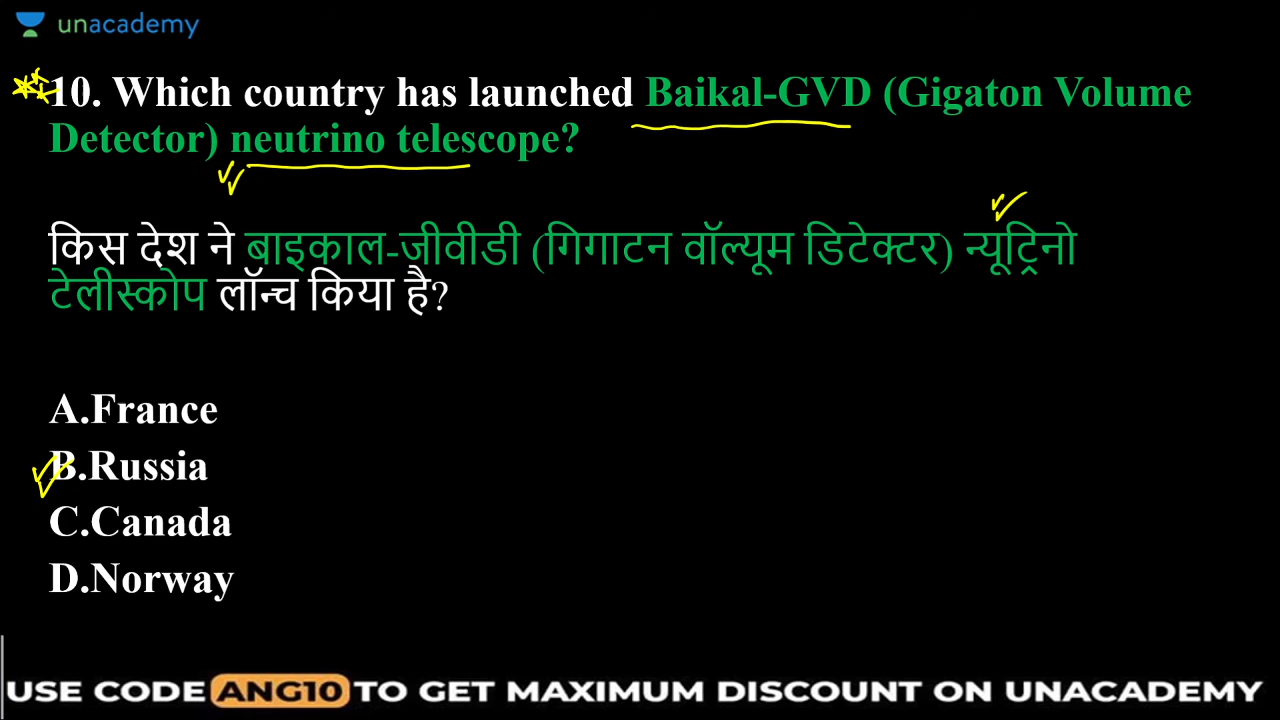 unacademy
10. Which country has launched Baikal-GVD (Gigaton Volume
Detector) neutrino telescope?
किस देश ने बाइकाल-जीवीडी (गिगाटन वॉल्यूम डिटेक्टर) न्यूट्रिनो
टेलीस्कोप लॉन्च किया है?
A.France
B.Russia
C.Canada
D.Norway
USE CODE ANG10 TO GET MAXIMUM DISCOUNT ON UNACADEMY